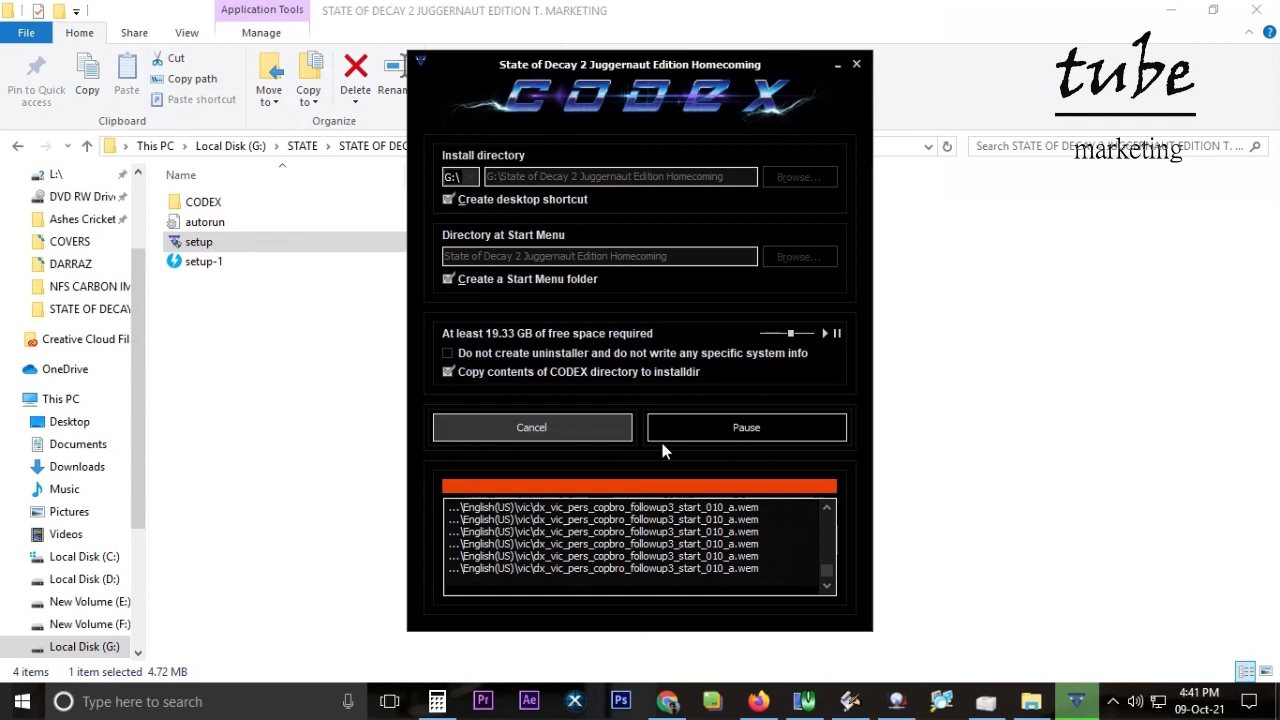 Application Tools
STATE OF DECAY 2 JUGGERNAUT EDITION T. MARKETING
File
Home
Share
View
Manage
Pin to Quick access
Copy
Paste
Cut
Copy path
Paste shortcut
Clipboard
Move to
Copy to
Delete
Renam
Organize
This PC
Local Disk (G:)
STATE
STATE OF DEC
Search STATE OF DECAY 2 JUGGERNAUT EDITION T. ...
tube
marketing
L:\
DVD RW Driv
Ashes Cricket
COVERS
DARRAZ
NFS CARBON IM
STATE OF DECAY
Creative Cloud Fil
OneDrive
This PC
Desktop
Documents
Downloads
Music
Pictures
Videos
Local Disk (C:)
Local Disk (D:)
New Volume (E:)
New Volume (F:)
Local Disk (G:)
Name
CODEX
autorun
setup
setup-1
State of Decay 2 Juggernaut Edition Homecoming
CODEX
Install directory
G:\
G:\State of Decay 2 Juggernaut Edition Homecoming
Browse...
Create desktop shortcut
Directory at Start Menu
State of Decay 2 Juggernaut Edition Homecoming
Browse...
Create a Start Menu folder
At least 19.33 GB of free space required
Do not create uninstaller and do not write any specific system info
Copy contents of CODEX directory to installdir
Cancel
Pause
...\English(US)\vic\dx_vic_pers_copbro_followup3_start_010_a.wem
...\English(US)\vic\dx_vic_pers_copbro_followup3_start_010_a.wem
...\English(US)\vic\dx_vic_pers_copbro_followup3_start_010_a.wem
...\English(US)\vic\dx_vic_pers_copbro_followup3_start_010_a.wem
...\English(US)\vic\dx_vic_pers_copbro_followup3_start_010_a.wem
...\English(US)\vic\dx_vic_pers_copbro_followup3_start_010_a.wem
4 items
1 item selected 4.72 MB
Type here to search
Pr
Ae
Ps
4:41 PM
09-Oct-21